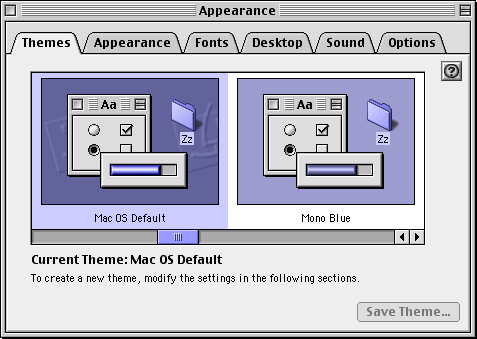 Appearance
Themes Appearance Fonts Desktop Sound Options
?
Aa Aa
Zz Zz
Mac OS Default Mono Blue
Current Theme: Mac OS Default
To create a new theme, modify the settings in the following sections.
Save Theme...